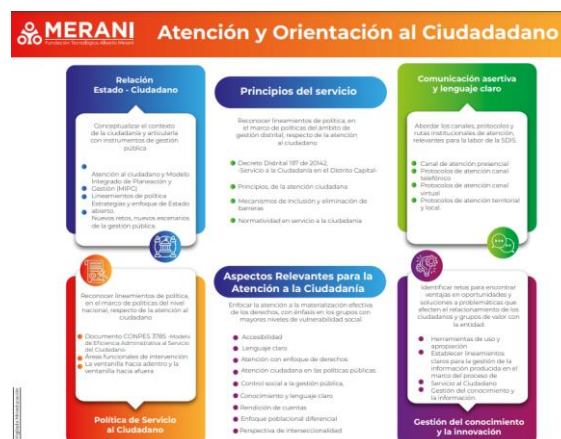 MERANI
Fundación Tecnológica Alberto Merani
Atención y Orientación al Ciudadadano
Relación
Estado - Ciudadano
Conceptualizar el contexto
de la ciudadanía y articularla
con instrumentos de gestión
pública
Atención al ciudadano y Modelo
Integrado de Planeación y
Gestión (MIPG)
Lineamientos de política
Estrategias y enfoque de Estado
abierto.
Nuevos retos, nuevos escenarios
de la gestión pública
Principios del servicio
Reconocer lineamientos de política, en
el marco de políticas del ámbito de
gestión distrital, respecto de la atención
al ciudadano:
Decreto Distrital 197 de 20142,
-Servicio a la Ciudadanía en el Distrito Capital-
Principios, de la atención ciudadana
Mecanismos de inclusión y eliminación de
barreras
Normatividad en servicio a la ciudadanía
Comunicación asertiva
y lenguaje claro
Abordar los canales, protocolos y
rutas institucionales de atención,
relevantes para la labor de la SDIS.
Canal de atención presencial
Protocolos de atención canal
telefónico
Protocolos de atención canal
virtual
Protocolos de atención territorial
y local.
Reconocer lineamientos de política,
en el marco de políticas del nivel
nacional, respecto de la atención al
ciudadano
Documento CONPES 3785 -Modelo
de Eficiencia Administrativa al Servicio
del Ciudadano-
Áreas funcionales de intervención
La ventanilla hacia adentro y la
ventanilla hacia afuera
Política de Servicio
al Ciudadano
Aspectos Relevantes para la
Atención a la Ciudadanía
Enfocar la atención a la materialización efectiva
de los derechos, con énfasis en los grupos con
mayores niveles de vulnerabilidad social
Accesibilidad
Lenguaje claro
Atención con enfoque de derechos
Atención ciudadana en las políticas públicas.
Control social a la gestión pública,
Conocimiento y lenguaje claro
Rendición de cuentas
Enfoque poblacional diferencial
Perspectiva de interseccionalidad
Identificar retos para encontrar
ventajas en oportunidades y
soluciones a problemáticas que
afecten el relacionamiento de los
ciudadanos y grupos de valor con
la entidad:
Herramientas de uso y
apropiación
Establecer lineamientos
claros para la gestión de la
información producida en el
marco del proceso de
Servicio al Ciudadano
Gestión del conocimiento y
la información.
Gestión del conocimiento
y la innovación